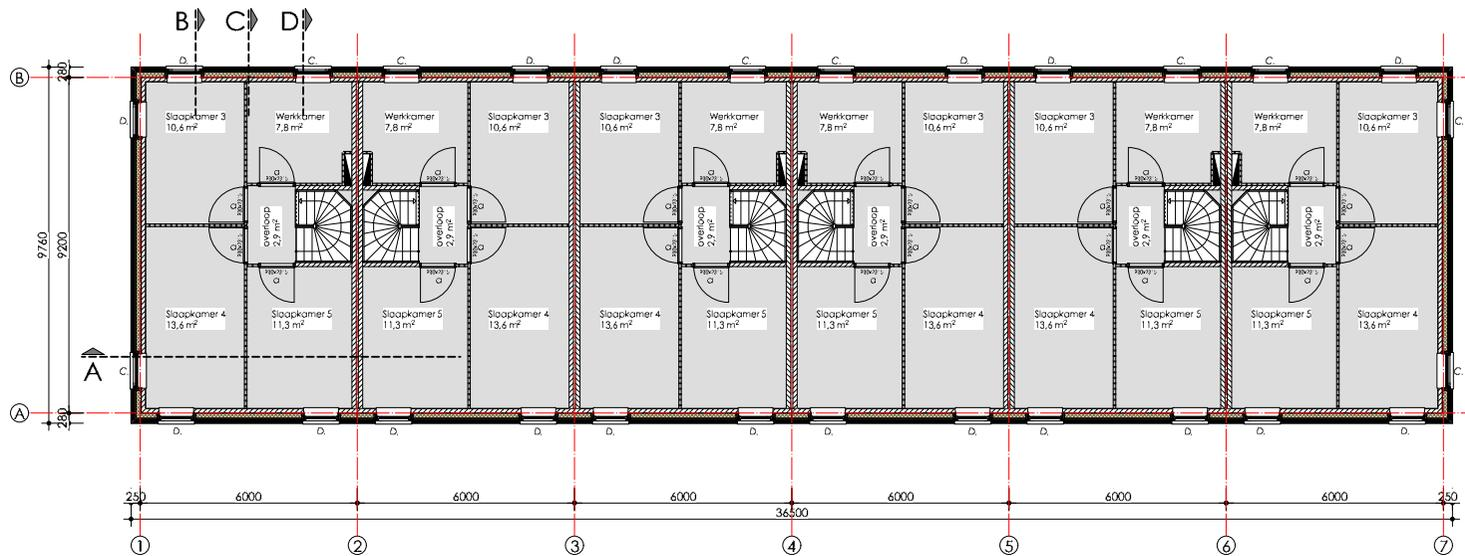 B C D
D. C. C. D. D. C. C. D. D. C. C. D.
B
280
D. C.
Slaapkamer 3 Werkkamer Werkkamer Slaapkamer 3 Slaapkamer 3 Werkkamer Werkkamer Slaapkamer 3 Slaapkamer 3 Werkkamer Werkkamer Slaapkamer 3
10,6 m² 7,8 m² 7,8 m² 10,6 m² 10,6 m² 7,8 m² 7,8 m² 10,6 m² 10,6 m² 7,8 m² 7,8 m² 10,6 m²
a a a a a a
a a a a a a
overloop overloop overloop overloop overloop overloop
2,9 m² 2,9 m² 2,9 m² 2,9 m² 2,9 m² 2,9 m²
9760 9200
a a a a a a
a a a a a a
Slaapkamer 4 Slaapkamer 5 Slaapkamer 5 Slaapkamer 4 Slaapkamer 4 Slaapkamer 5 Slaapkamer 5 Slaapkamer 4 Slaapkamer 4 Slaapkamer 5 Slaapkamer 5 Slaapkamer 4
13,6 m² 11,3 m² 11,3 m² 13,6 m² 13,6 m² 11,3 m² 11,3 m² 13,6 m² 13,6 m² 11,3 m² 11,3 m² 13,6 m²
A C. C.
A
280
D. D. D. D. D. D. D. D. D. D. D. D.
250 6000 6000 6000 6000 6000 6000 250
36500
1 2 3 4 5 6 7